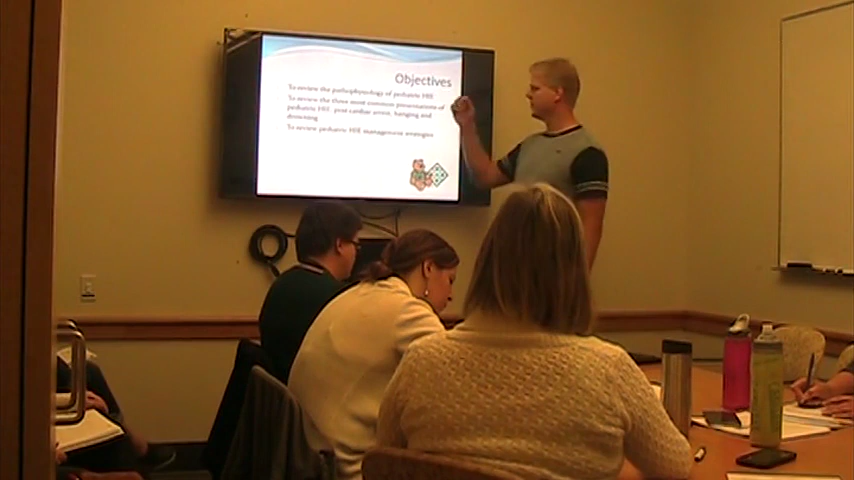 Objectives
To review the pathophysiology of pediatric HIE
To review the three most common presentations of
pediatric HIE: post cardiac arrest, hanging and
drowning
To review pediatric HIE management strategies